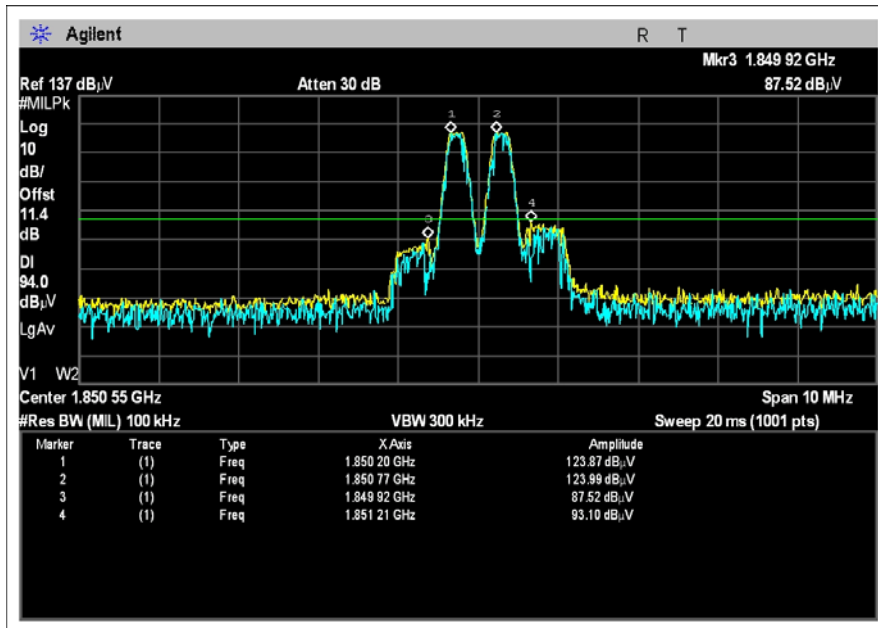 Agilent R T
Mkr3 1.849 92 GHz
Ref 137 dBµV Atten 30 dB 87.52 dBµV
#MILPk
Log
10
dB/
Offst
11.4
dB
DI
94.0
dBµV
LgAv
V1 W2
1 2
3 4
Center 1.850 55 GHz Span 10 MHz
#Res BW (MIL) 100 kHz VBW 300 kHz Sweep 20 ms (1001 pts)
Marker Trace Type X Axis Amplitude
1 (1) Freq 1.850 20 GHz 123.87 dBµV
2 (1) Freq 1.850 77 GHz 123.99 dBµV
3 (1) Freq 1.849 92 GHz 87.52 dBµV
4 (1) Freq 1.851 21 GHz 93.10 dBµV